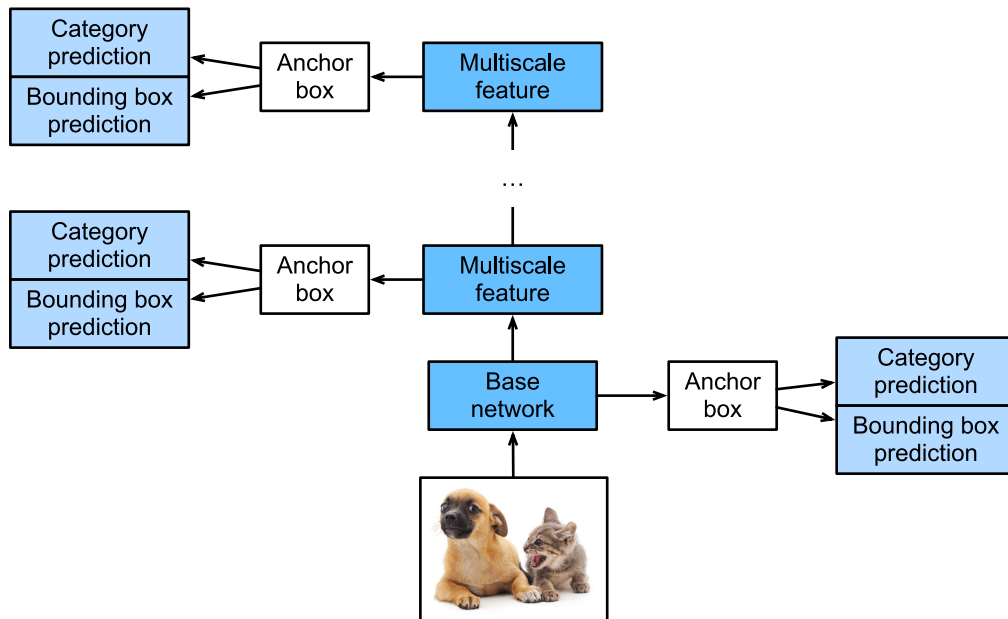 Category
prediction
Bounding box
prediction
Anchor
box
Multiscale
feature
...
Category
prediction
Bounding box
prediction
Anchor
box
Multiscale
feature
Base
network
Anchor
box
Category
prediction
Bounding box
prediction